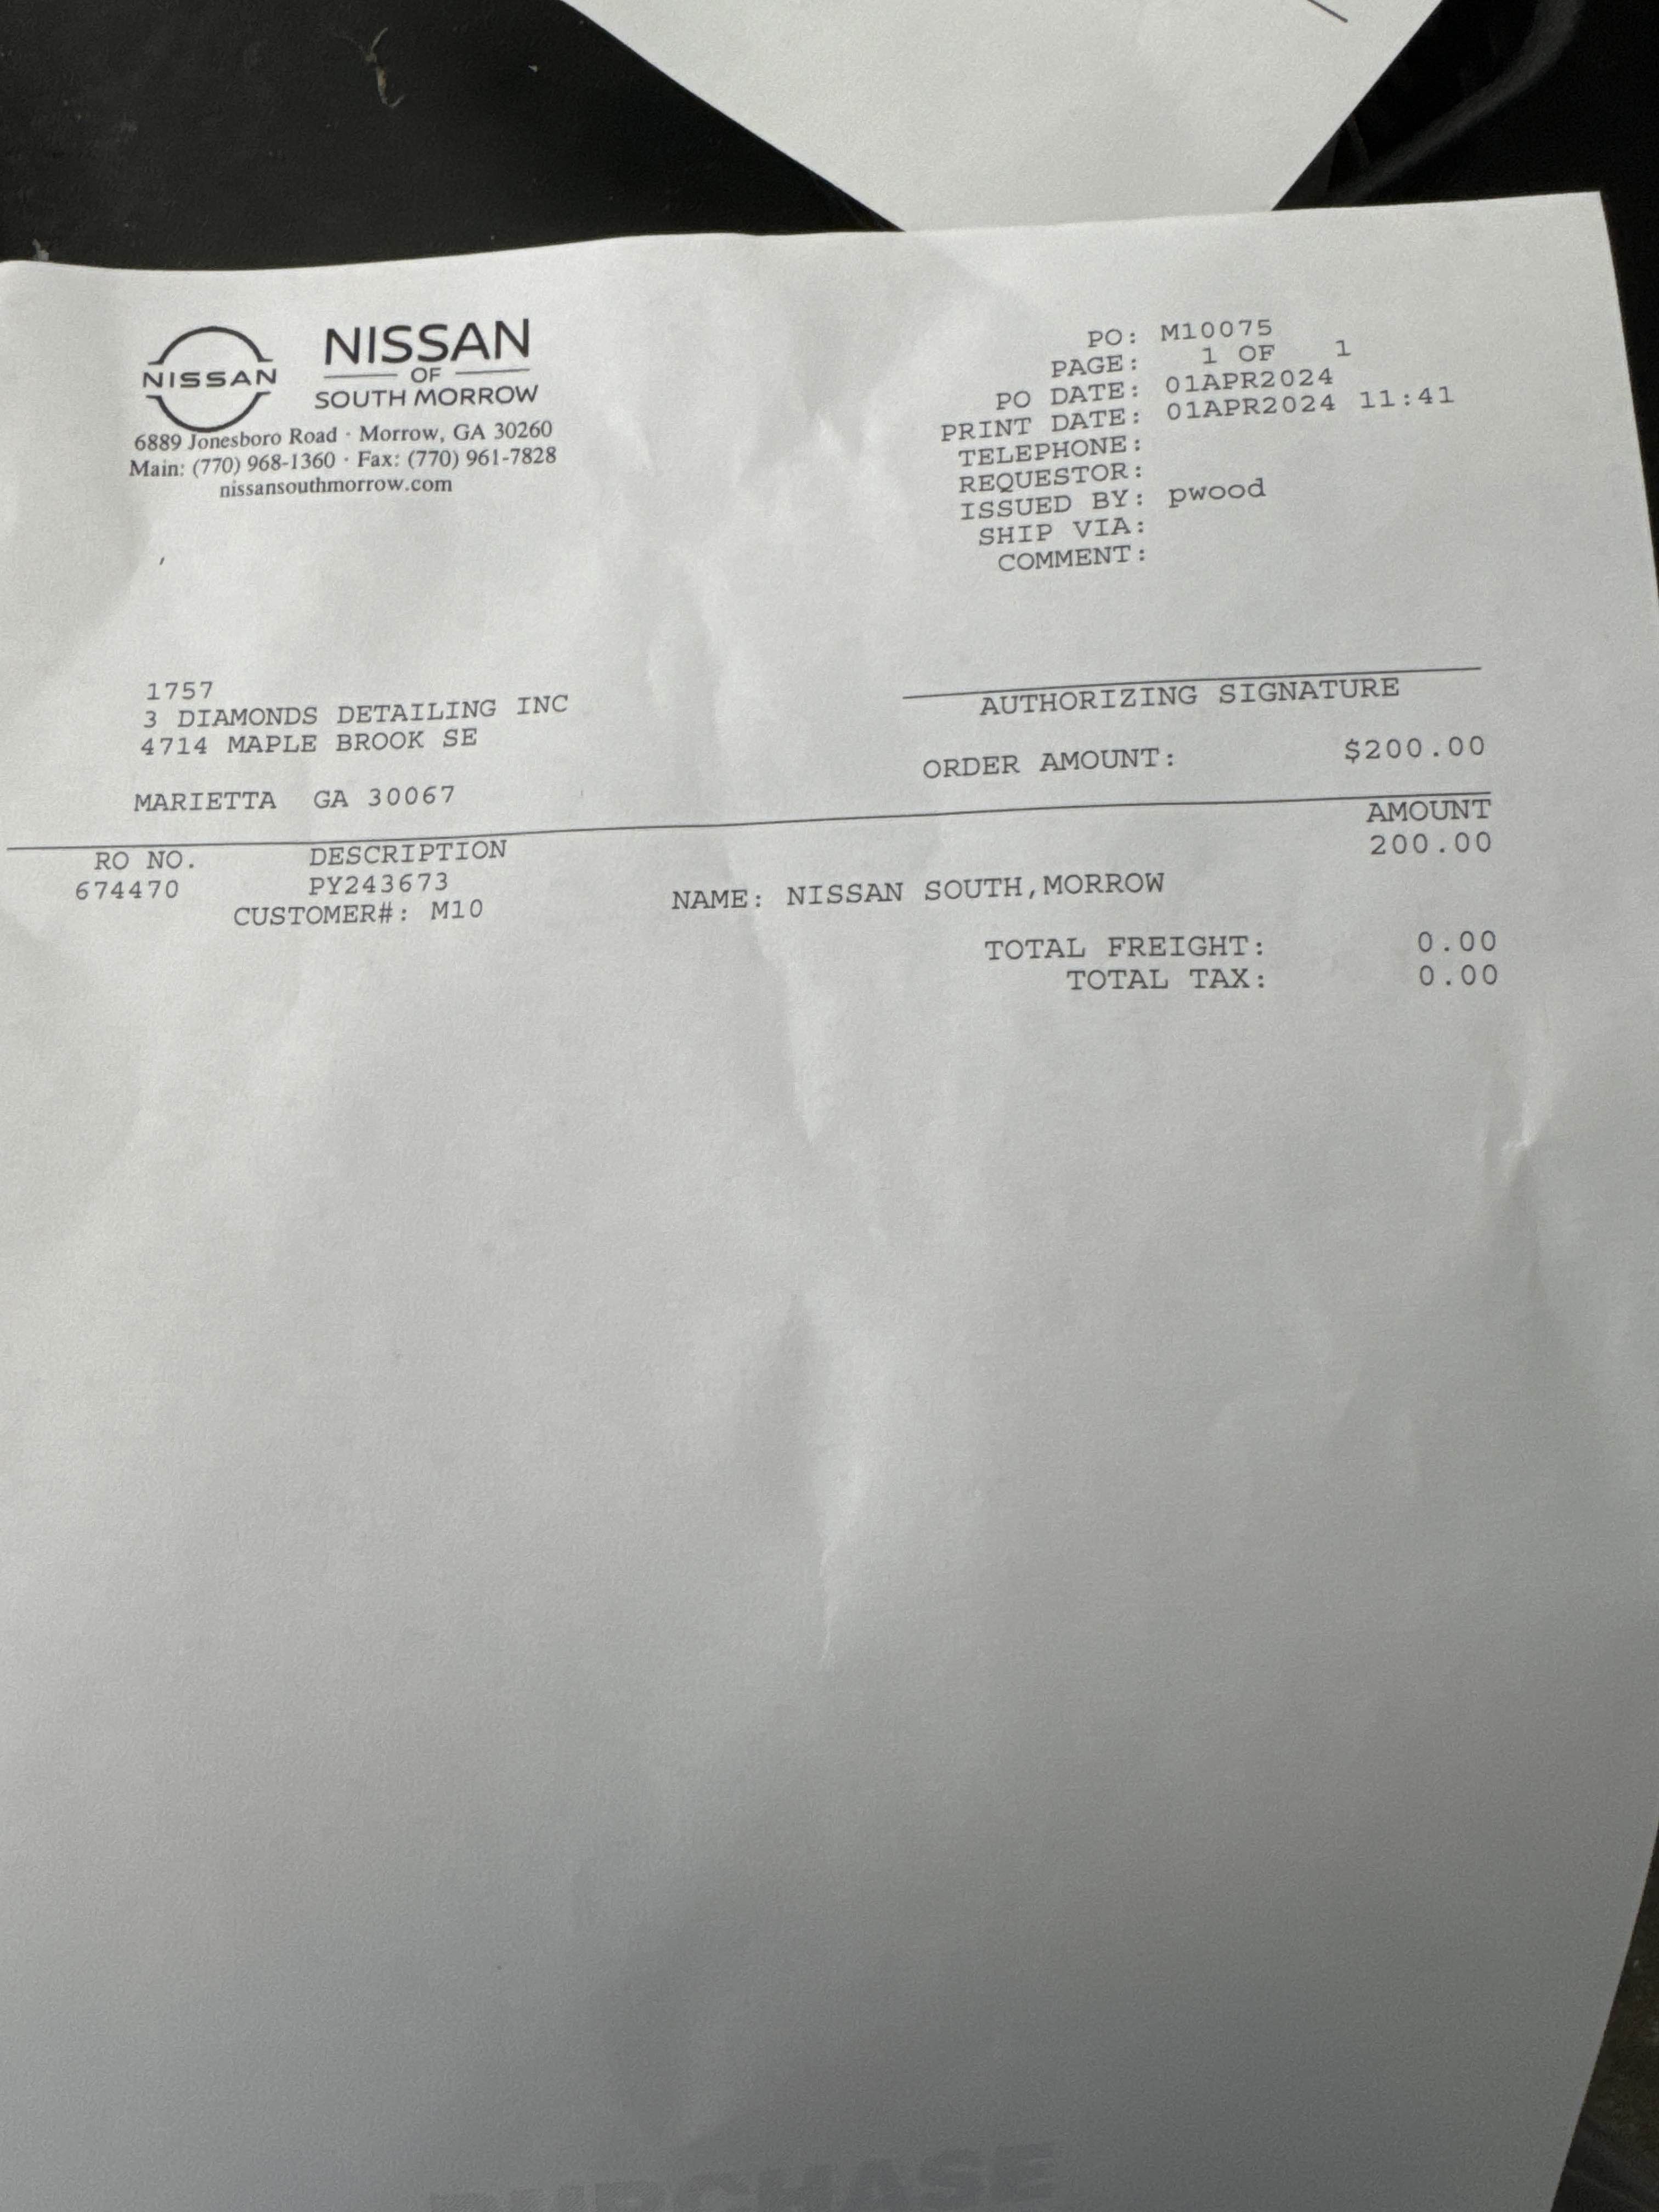 NISSAN
NISSAN
OF
SOUTH MORROW
6889 Jonesboro Road · Morrow, GA 30260
Main: (770) 968-1360 · Fax: (770) 961-7828
nissansouthmorrow.com
PO: M10075
PAGE: 1 OF 1
PO DATE: 01APR2024
PRINT DATE: 01APR2024 11:41
TELEPHONE:
REQUESTOR:
ISSUED BY: pwood
SHIP VIA:
COMMENT:
1757
3 DIAMONDS DETAILING INC
4714 MAPLE BROOK SE
MARIETTA GA 30067
AUTHORIZING SIGNATURE
ORDER AMOUNT: $200.00
RO NO. DESCRIPTION AMOUNT
674470 PY243673 200.00
CUSTOMER#: M10 NAME: NISSAN SOUTH,MORROW
TOTAL FREIGHT: 0.00
TOTAL TAX: 0.00
PURCHASE